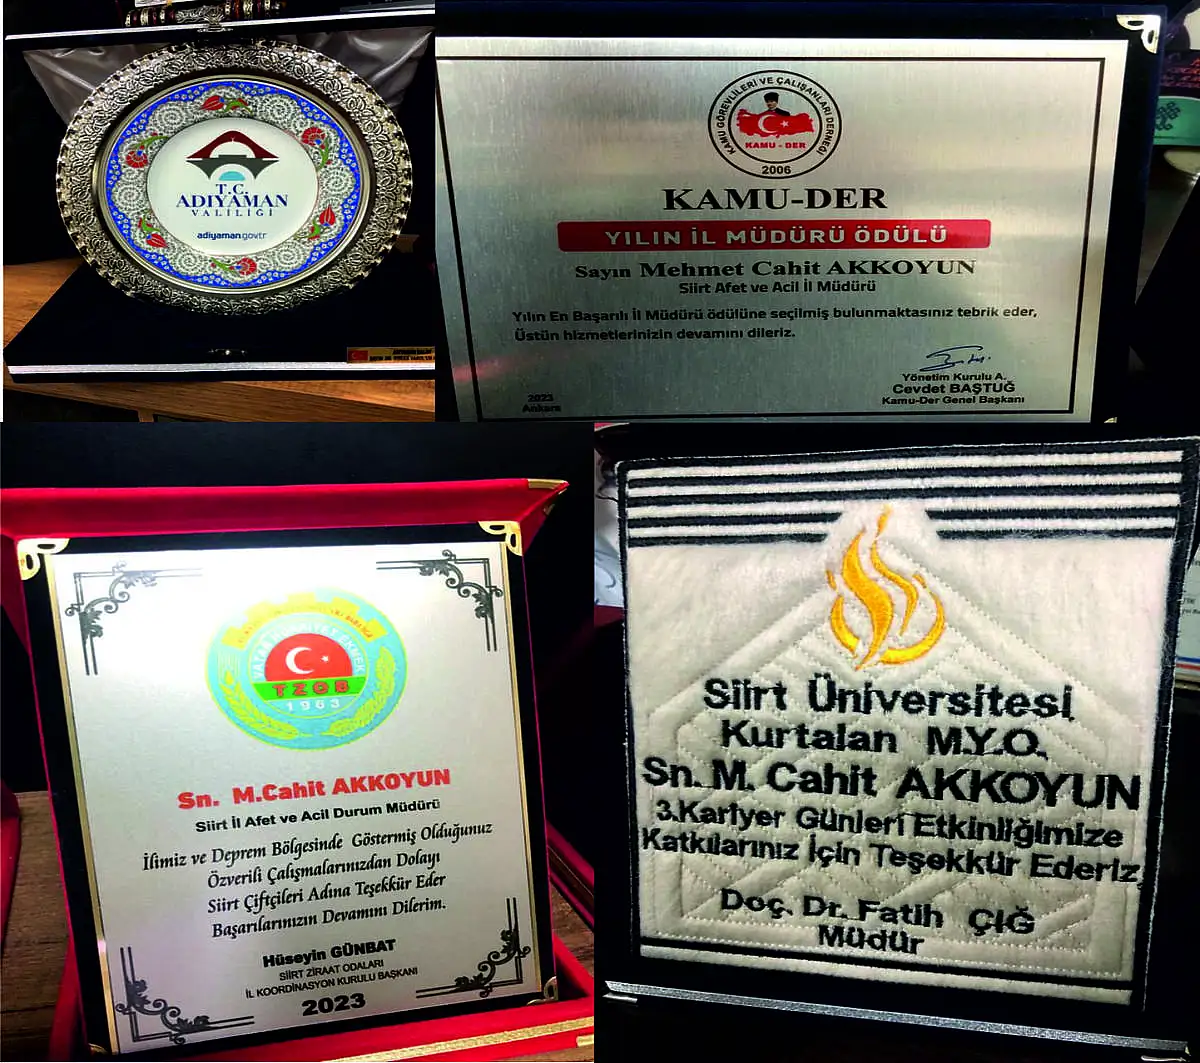 T.C.
ADIYAMAN
VALİLİĞİ
adiyaman.gov.tr
KAMU GÖREVLİLERİ VE ÇALIŞANLARI DERNEĞİ
KAMU - DER
2006
KAMU-DER
YILIN İL MÜDÜRÜ ÖDÜLÜ
Sayın Mehmet Cahit AKKOYUN
Siirt Afet ve Acil İl Müdürü
Yılın En Başarılı İl Müdürü ödülüne seçilmiş bulunmaktasınız tebrik eder,
Üstün hizmetlerinizin devamını dileriz.
Yönetim Kurulu A.
Cevdet BAŞTUĞ
Kamu-Der Genel Başkanı
2023
Ankara
TZOB
1963
Sn. M.Cahit AKKOYUN
Siirt İl Afet ve Acil Durum Müdürü
İlimiz ve Deprem Bölgesinde Göstermiş Olduğunuz
Özverili Çalışmalarınızdan Dolayı
Siirt Çiftçileri Adına Teşekkür Eder
Başarılarınızın Devamını Dilerim.
Hüseyin GÜNBAT
SİİRT ZİRAAT ODALARI
İL KOORDİNASYON KURULU BAŞKANI
2023
Siirt Üniversitesi
Kurtalan M.Y.O.
Sn. M. Cahit AKKOYUN
3.Kariyer Günleri Etkinliğimize
Katkılarınız İçin Teşekkür Ederiz
Doç. Dr. Fatih ÇIĞ
Müdür